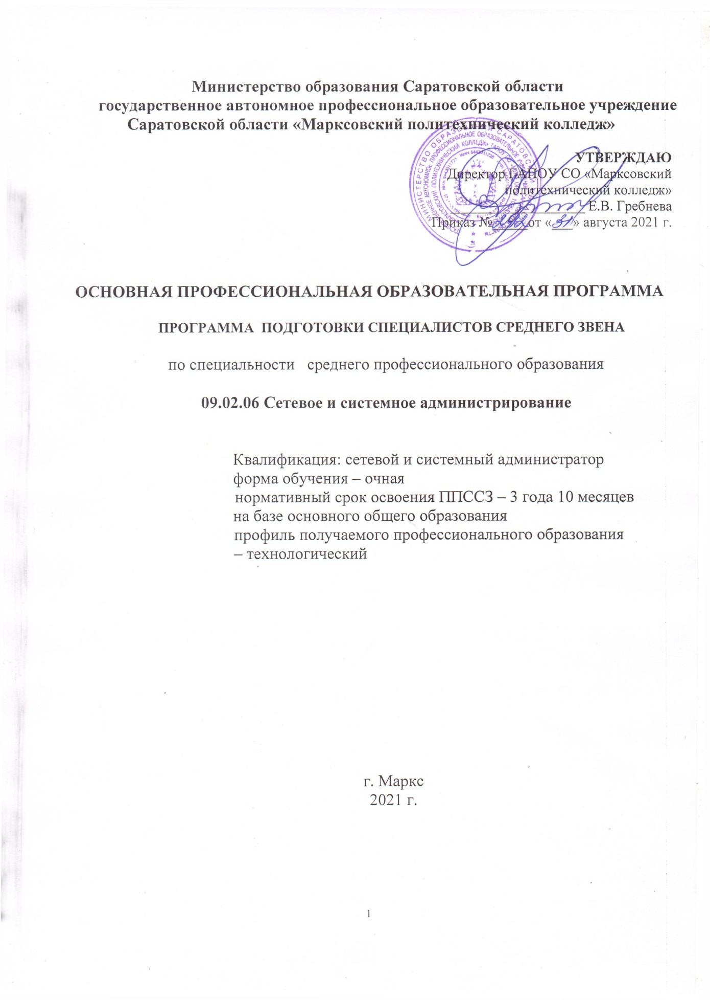 Министерство образования Саратовской области
государственное автономное профессиональное образовательное учреждение
Саратовской области «Марксовский политехнический колледж»
УТВЕРЖДАЮ
Директор ГАПОУ СО «Марксовский
политехнический колледж»
Е.В. Гребнева
Приказ № от «31» августа 2021 г.
ОСНОВНАЯ ПРОФЕССИОНАЛЬНАЯ ОБРАЗОВАТЕЛЬНАЯ ПРОГРАММА
ПРОГРАММА ПОДГОТОВКИ СПЕЦИАЛИСТОВ СРЕДНЕГО ЗВЕНА
по специальности среднего профессионального образования
09.02.06 Сетевое и системное администрирование
Квалификация: сетевой и системный администратор
форма обучения – очная
нормативный срок освоения ППССЗ – 3 года 10 месяцев
на базе основного общего образования
профиль получаемого профессионального образования
– технологический
г. Маркс
2021 г.
1